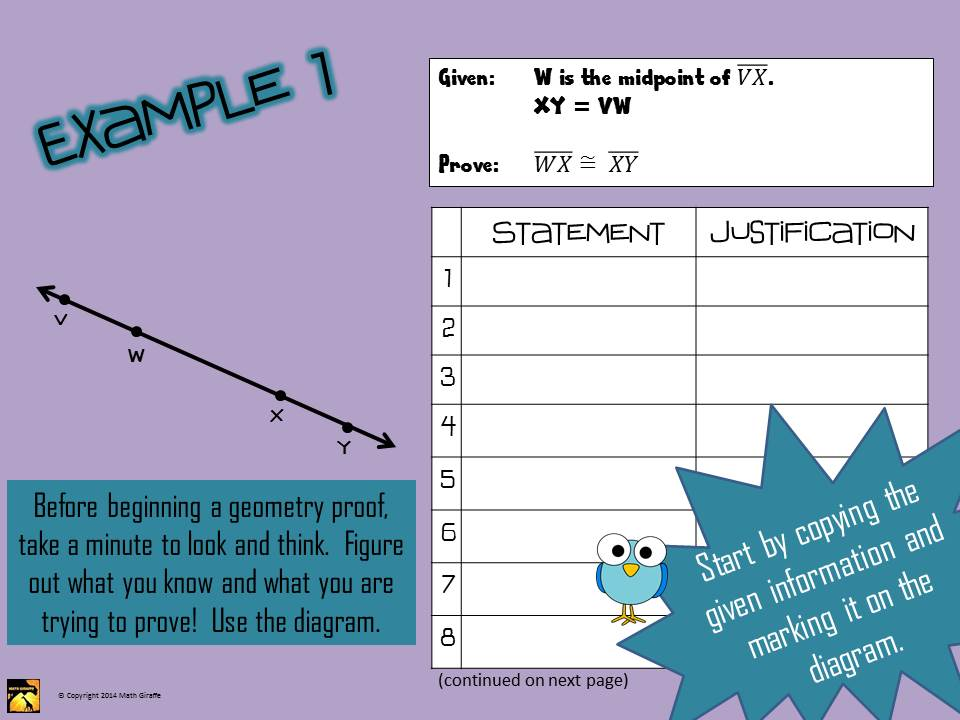 EXAMPLE 1
Given: W is the midpoint of V̅X̅.
XY = VW
Prove: W̅X̅ ≅ X̅Y̅
STATEMENT JUSTIFICATION
1
2
3
4
5
6
7
8
(continued on next page)
V
W
X
Y
Before beginning a geometry proof,
take a minute to look and think. Figure
out what you know and what you are
trying to prove! Use the diagram.
Start by copying the
given information and
marking it on the
diagram.
MATH GIRAFFE
© Copyright 2014 Math Giraffe